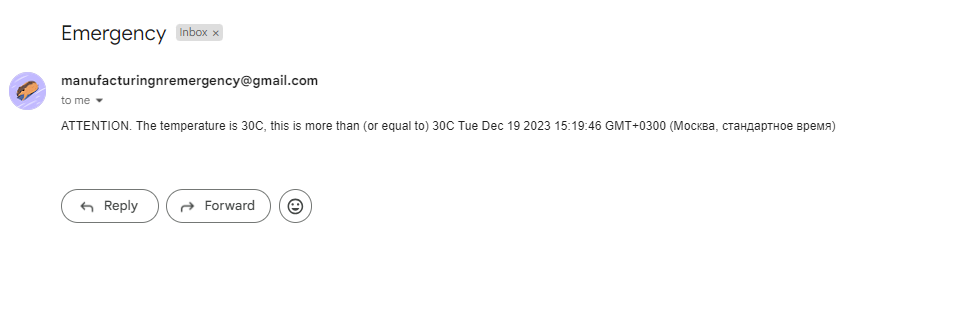 Emergency Inbox ×
manufacturingnremergency@gmail.com
to me
ATTENTION. The temperature is 30C, this is more than (or equal to) 30C Tue Dec 19 2023 15:19:46 GMT+0300 (Москва, стандартное время)
Reply Forward